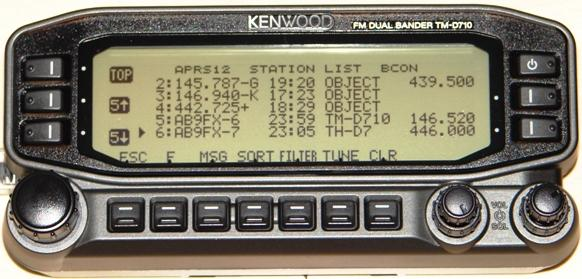 KENWOOD
FM DUAL BANDER TM-D710
TOP APRS12 STATION LIST BCON
2:145.787-G 19:20 OBJECT 439.500
5↑ 3:146.940-K 17:23 OBJECT
4:442.725+ 18:29 OBJECT
5:AB9FX-6 23:59 TM-D710 146.520
5↓ ▶ 6:AB9FX-7 23:05 TH-D7 446.000
ESC F MSG SORT FILTER TUNE CLR
VOL
SQL